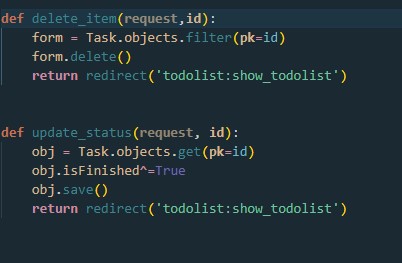 def delete_item(request,id):
    form = Task.objects.filter(pk=id)
    form.delete()
    return redirect('todolist:show_todolist')
def update_status(request, id):
    obj = Task.objects.get(pk=id)
    obj.isFinished^=True
    obj.save()
    return redirect('todolist:show_todolist')